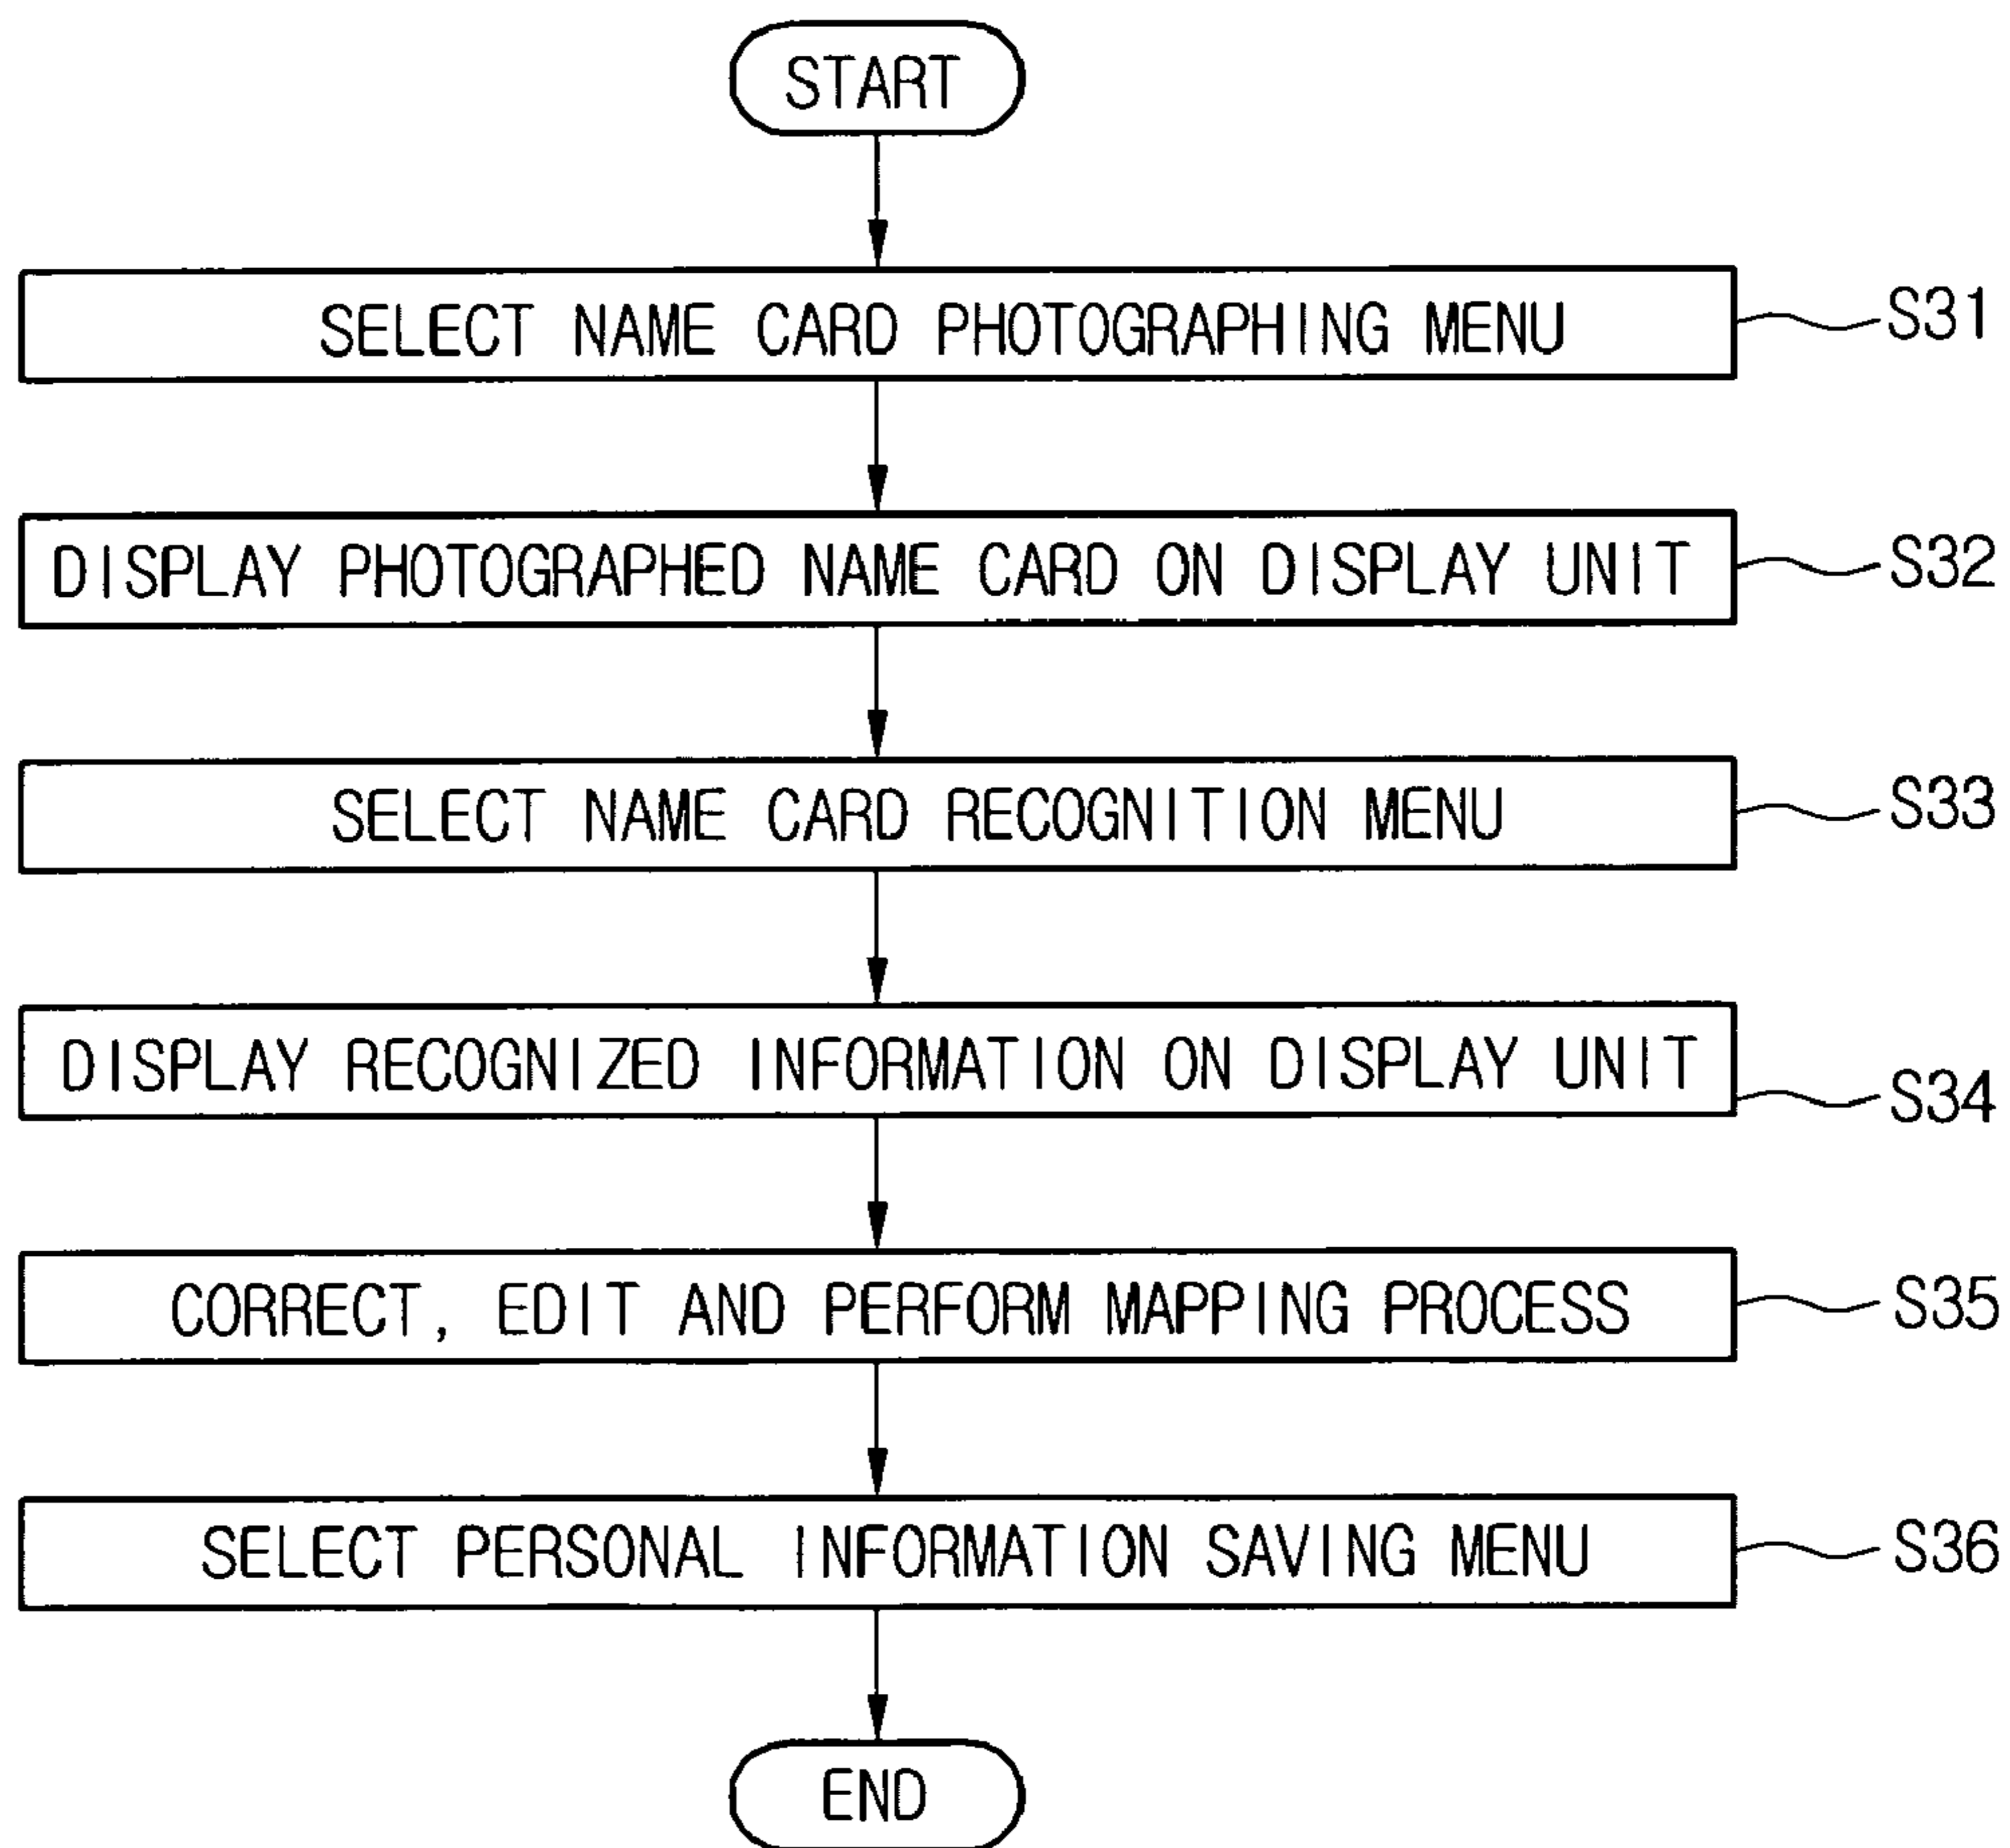 START
SELECT NAME CARD PHOTOGRAPHING MENU
S31
DISPLAY PHOTOGRAPHED NAME CARD ON DISPLAY UNIT
S32
SELECT NAME CARD RECOGNITION MENU
S33
DISPLAY RECOGNIZED INFORMATION ON DISPLAY UNIT
S34
CORRECT, EDIT AND PERFORM MAPPING PROCESS
S35
SELECT PERSONAL INFORMATION SAVING MENU
S36
END